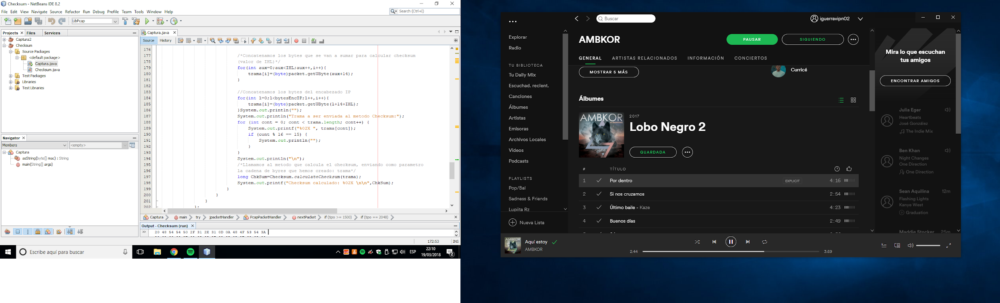 Checksum - NetBeans IDE 8.2
File Edit View Navigate Source Refactor Run Debug Profile Team Tools Window Help
Search (Ctrl+I)
LibPcap
Projects Files Services
Captura2
Checksum
Source Packages
<default package>
Captura.java
Checksum.java
Test Packages
Libraries
Test Libraries
Navigator
Members <empty>
Captura
asString(byte[] mac) : String
main(String[] args)
Captura.java
Source History
176
177 /*Concatenamos los bytes que se van a sumar para calcular checksum
178 (valor de IHL)*/
179 for(int aux=0;aux<IHL;aux++,i++){
180 trama[i]=(byte)packet.getUByte(aux+14);
181 }
182
183 //Concatenamos los bytes del encabezado IP
184 for(int l=0;l<bytesEncIP;l++,i++){
185 trama[i]=(byte)packet.getUByte(l+14+IHL);
186 }System.out.println("");
187 System.out.println("Trama a ser enviada al metodo Checksum:");
188 for (int cont = 0; cont < trama.length; cont++) {
189 System.out.printf("%02X ", trama[cont]);
190 if (cont % 16 == 15) {
191 System.out.println("");
192 }
193 }
194 System.out.println("\n");
195 /*Llamamos al metodo que calcula el checksum, enviando como parametro
196 la cadena de byres que hemos creado: trama*/
197 long ChkSum=Checksum.calculateChecksum(trama);
198 System.out.printf("Checksum calculado: %02X \n\n",ChkSum);
199 }
200 }
201 }
202 };
Captura main try jpacketHandler PcapPacketHandler nextPacket if (tipo >= 1500) if (tipo == 2048)
Output - Checksum (run)
20 48 54 54 50 2F 31 2E 31 0D 0A 48 4F 53 54 3A
172:53 INS
Escribe aquí para buscar
ESP
22:10
19/03/2018
2
Buscar
iguerravipn02
Explorar
Radio
TU BIBLIOTECA
Tu Daily Mix
Escuchad. recient.
Canciones
Álbumes
Artistas
Emisoras
Archivos Locales
Vídeos
Podcasts
PLAYLISTS
Pop/Bal
Sadness & Friends
Lupiita Rz
Nueva Lista
AMBKOR
PAUSAR SIGUIENDO
GENERAL ARTISTAS RELACIONADOS INFORMACIÓN CONCIERTOS
MOSTRAR 5 MÁS
Curricé
Álbumes
AMBKOR
2017
Lobo Negro 2
GUARDADA
# TÍTULO
1 Por dentro EXPLICIT 4:16
2 Si nos cruzamos 2:54
3 Último baile - Kaze 4:23
4 Buenos días 2:49
Mira lo que escuchan
tus amigos
ENCONTRAR AMIGOS
Julia Eger
Heartbeats
José González
The Indie Mix
Ben Khan
Night Changes
One Direction
One Direction
Sean Aquilina 12m
Flashing Lights
Kanye West
Graduation
Maddie Stocker 25m
AMBKOR
Aquí estoy
AMBKOR
2:44 3:59